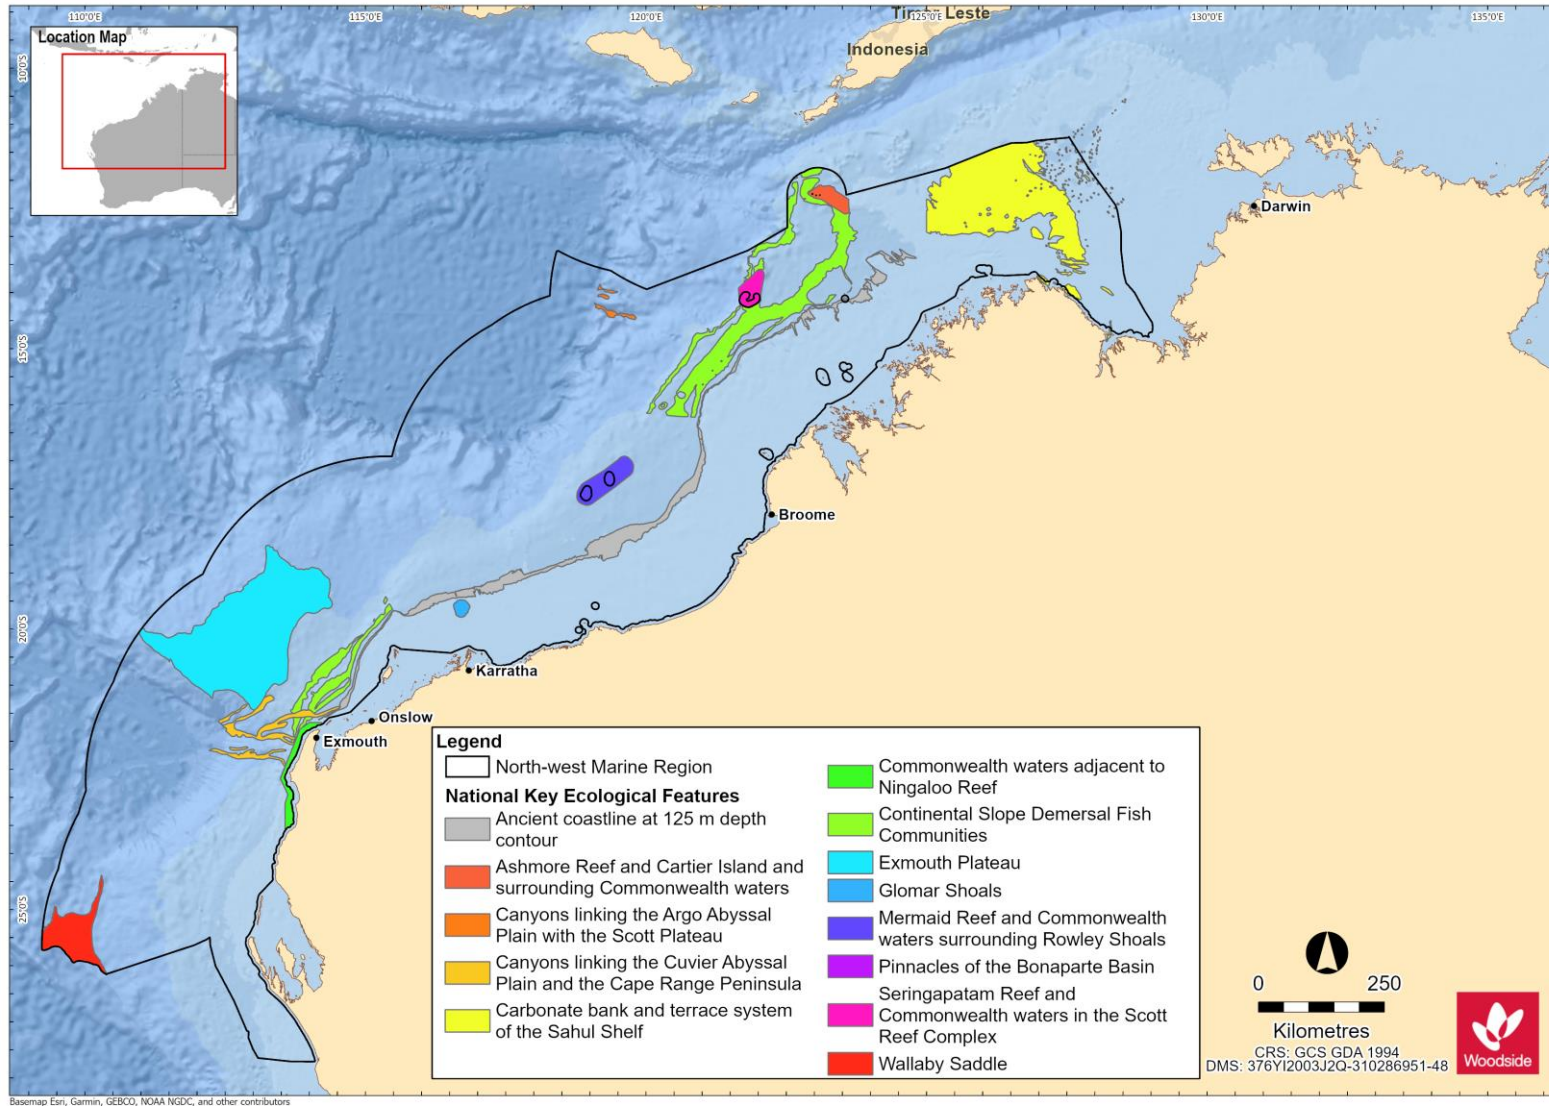 110°0'E
115°0'E
120°0'E
125°0'E
130°0'E
135°0'E
10°0'S
15°0'S
20°0'S
25°0'S
Location Map
Timor Leste
Indonesia
Darwin
Broome
Karratha
Onslow
Exmouth
Legend
North-west Marine Region
National Key Ecological Features
Ancient coastline at 125 m depth
contour
Ashmore Reef and Cartier Island and
surrounding Commonwealth waters
Canyons linking the Argo Abyssal
Plain with the Scott Plateau
Canyons linking the Cuvier Abyssal
Plain and the Cape Range Peninsula
Carbonate bank and terrace system
of the Sahul Shelf
Commonwealth waters adjacent to
Ningaloo Reef
Continental Slope Demersal Fish
Communities
Exmouth Plateau
Glomar Shoals
Mermaid Reef and Commonwealth
waters surrounding Rowley Shoals
Pinnacles of the Bonaparte Basin
Seringapatam Reef and
Commonwealth waters in the Scott
Reef Complex
Wallaby Saddle
0 250
Kilometres
CRS: GCS GDA 1994
DMS: 376YI2003J2Q-310286951-48
Woodside
Basemap Esri, Garmin, GEBCO, NOAA NGDC, and other contributors